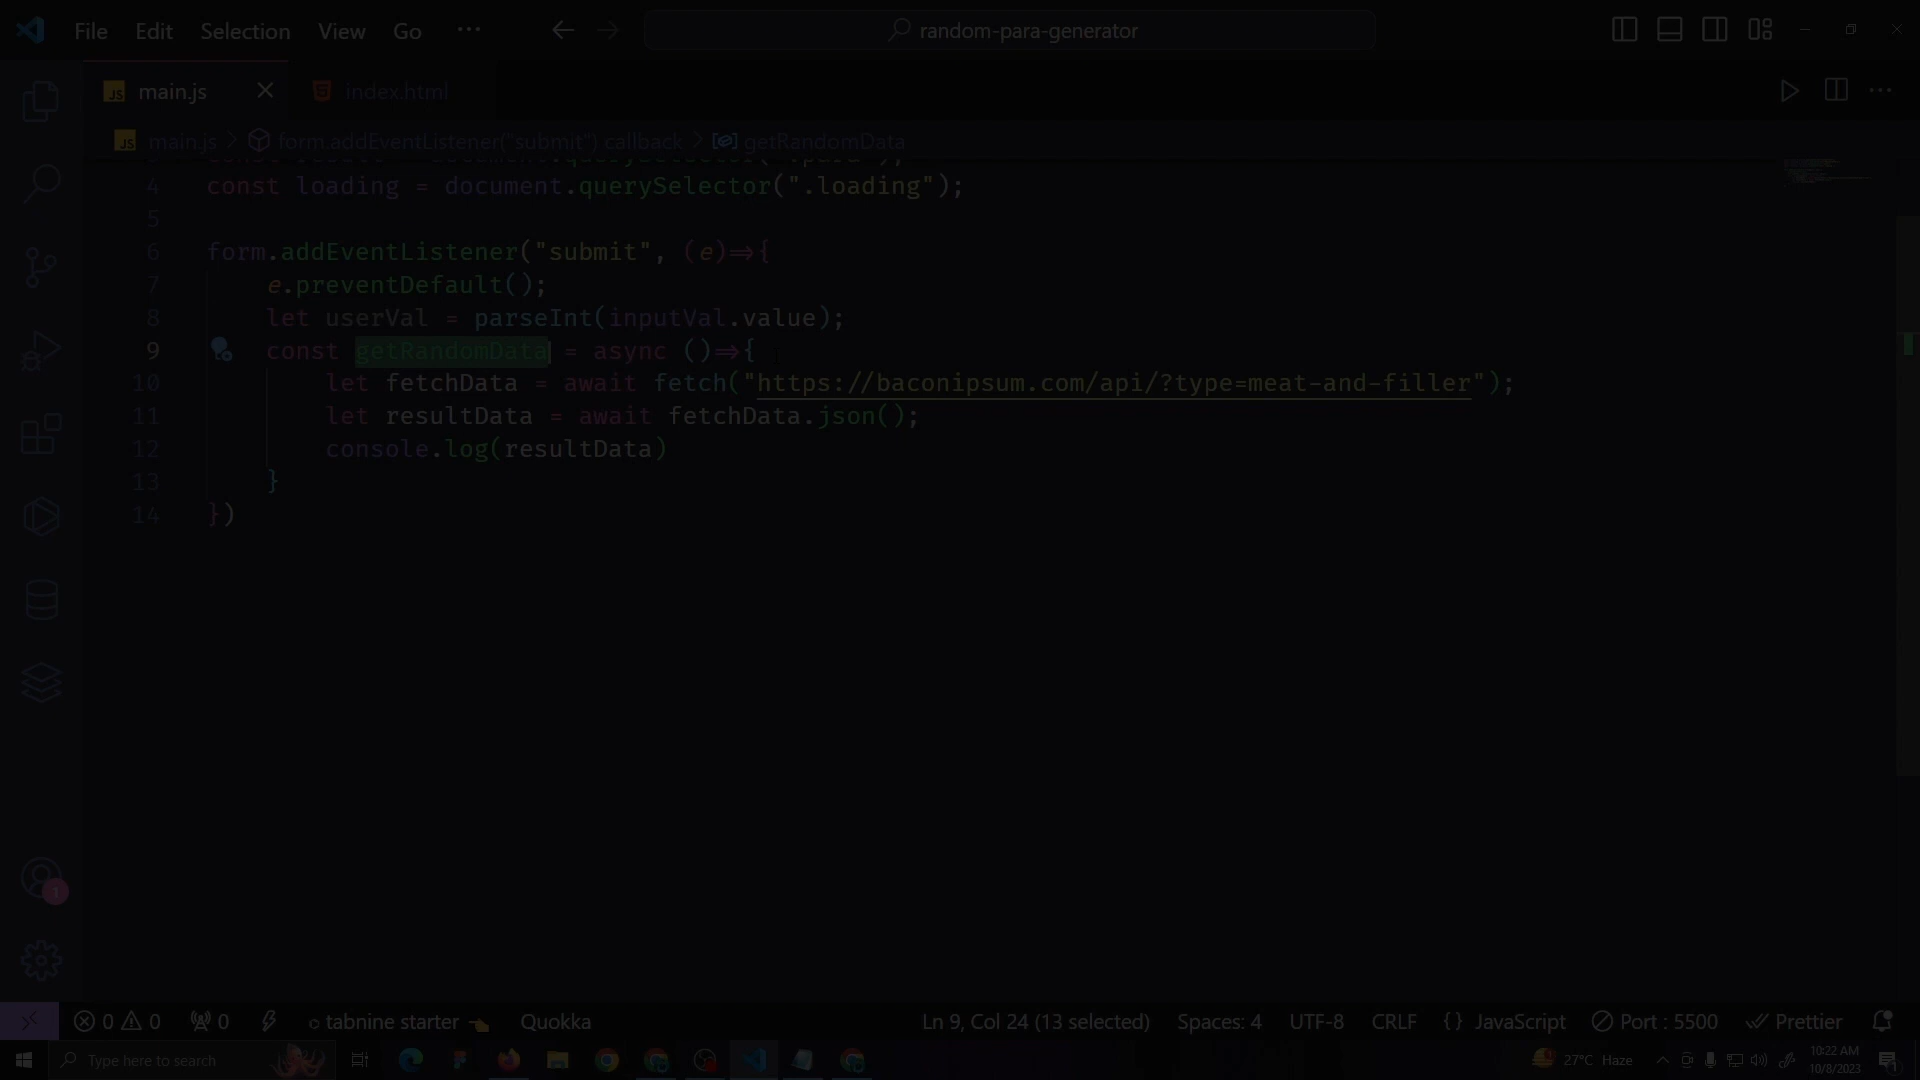 File Edit Selection View Go ··· random-para-generator
JS main.js index.html
JS main.js > form.addEventListener("submit") callback > getRandomData
4 const loading = document.querySelector(".loading");
5
6 form.addEventListener("submit", (e)=>{
7 e.preventDefault();
8 let userVal = parseInt(inputVal.value);
9 const getRandomData = async ()=>{
10 let fetchData = await fetch("https://baconipsum.com/api/?type=meat-and-filler");
11 let resultData = await fetchData.json();
12 console.log(resultData)
13 }
14 })
1
0 0 0 tabnine starter Quokka Ln 9, Col 24 (13 selected) Spaces: 4 UTF-8 CRLF {} JavaScript Port : 5500 Prettier
Type here to search 27°C Haze 10:22 AM
10/8/2023